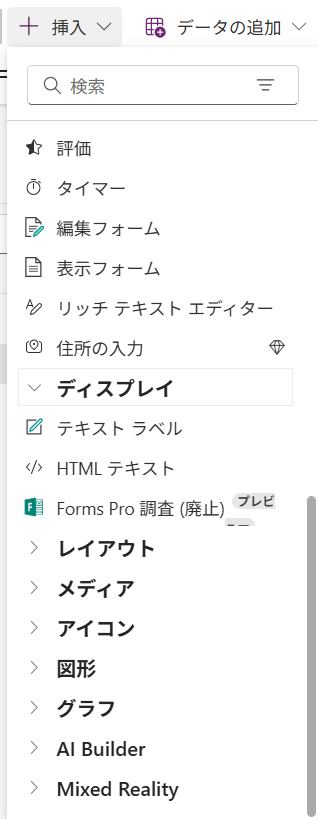 挿入 データの追加
検索
評価
タイマー
編集フォーム
表示フォーム
リッチ テキスト エディター
住所の入力
ディスプレイ
テキスト ラベル
HTML テキスト
Forms Pro 調査 (廃止) プレビ
レイアウト
メディア
アイコン
図形
グラフ
AI Builder
Mixed Reality